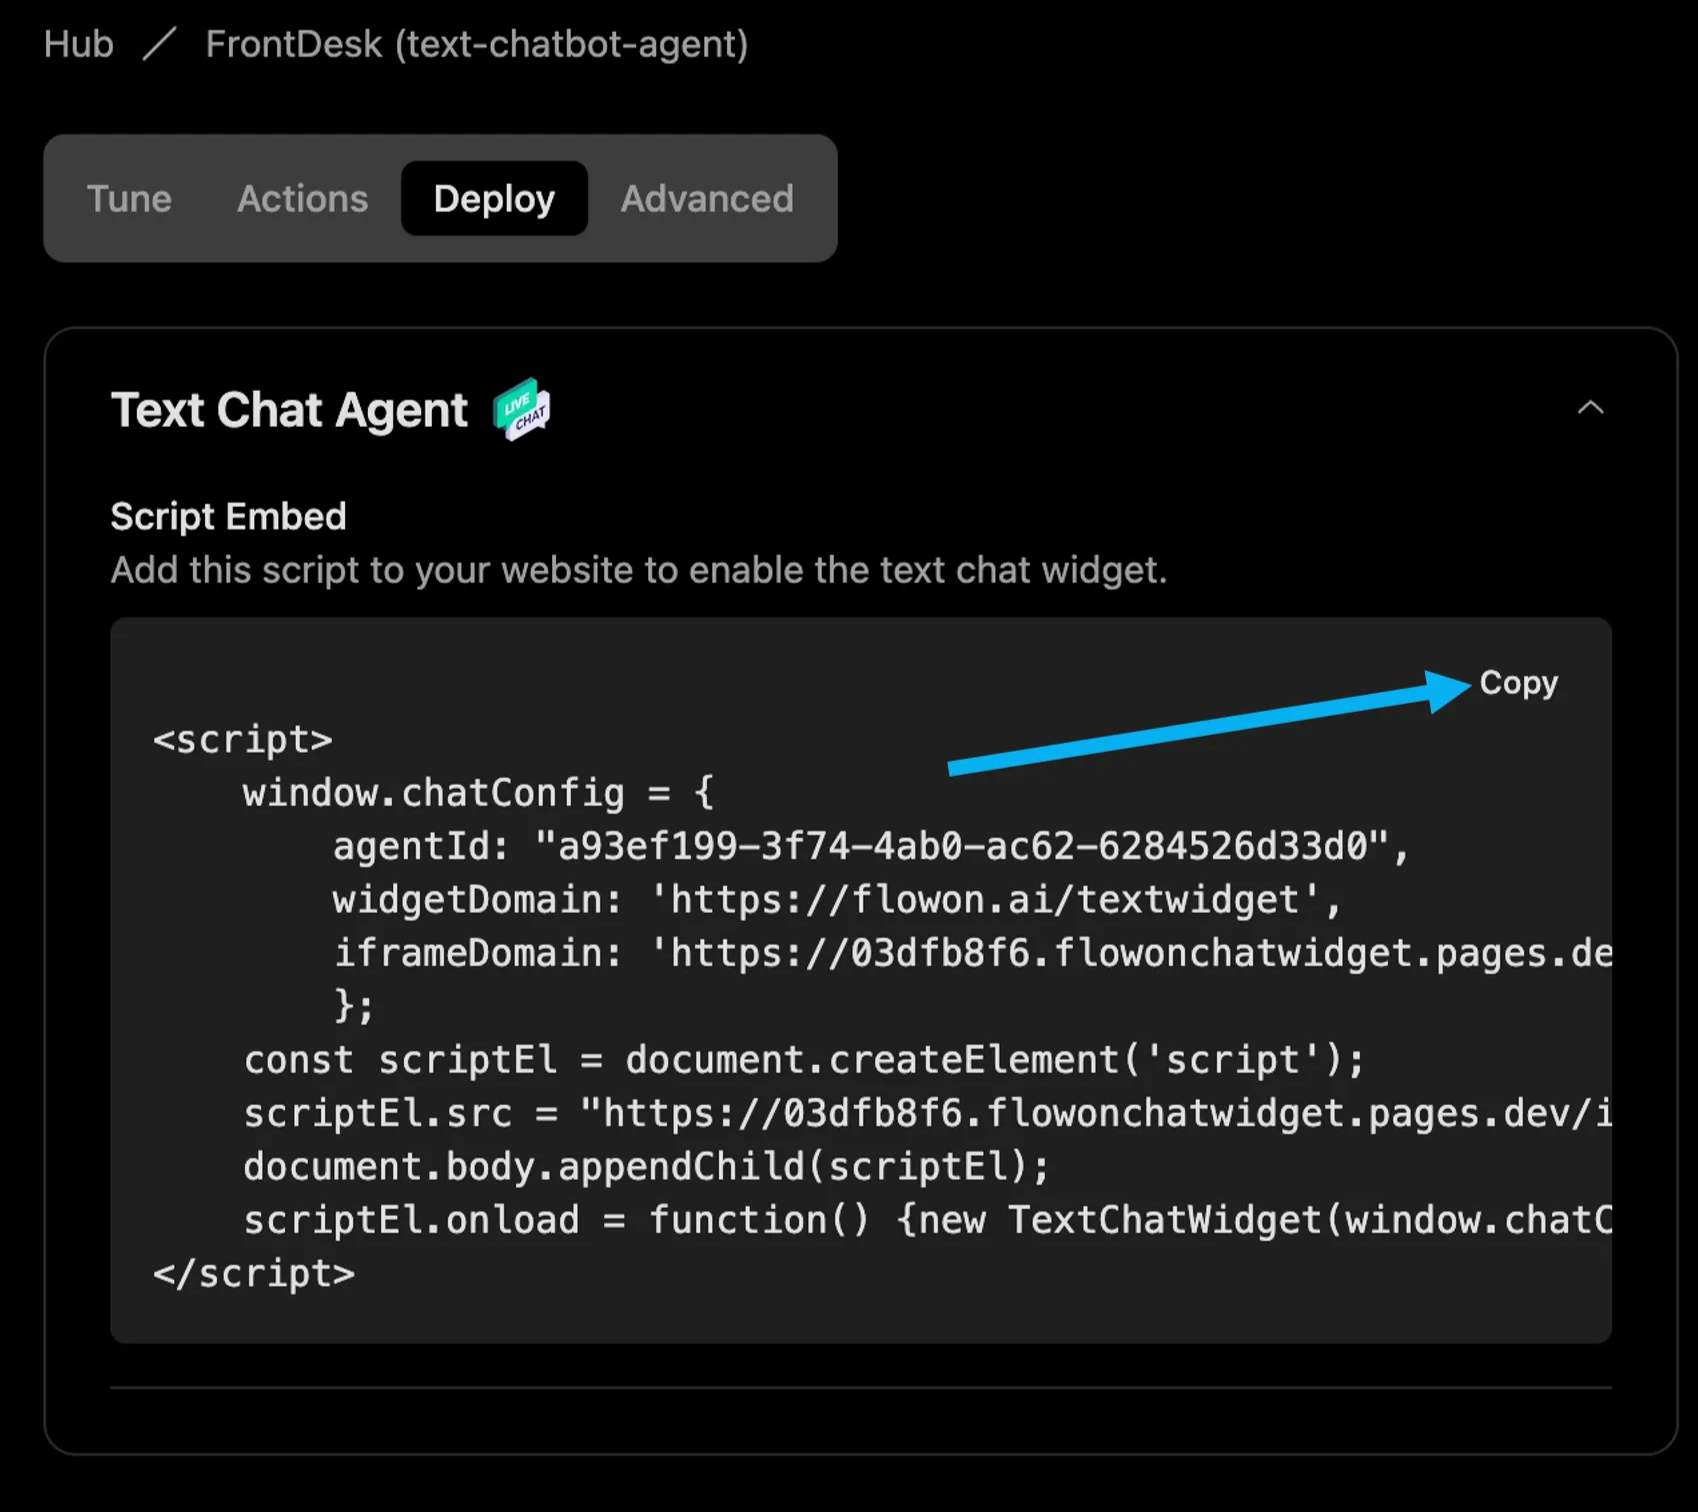 Hub / FrontDesk (text-chatbot-agent)
Tune Actions Deploy Advanced
Text Chat Agent LIVE CHAT
Script Embed
Add this script to your website to enable the text chat widget.
Copy
<script>
window.chatConfig = {
agentId: "a93ef199-3f74-4ab0-ac62-6284526d33d0",
widgetDomain: 'https://flowon.ai/textwidget',
iframeDomain: 'https://03dfb8f6.flowonchatwidget.pages.de
};
const scriptEl = document.createElement('script');
scriptEl.src = "https://03dfb8f6.flowonchatwidget.pages.dev/i
document.body.appendChild(scriptEl);
scriptEl.onload = function() {new TextChatWidget(window.chatC
</script>